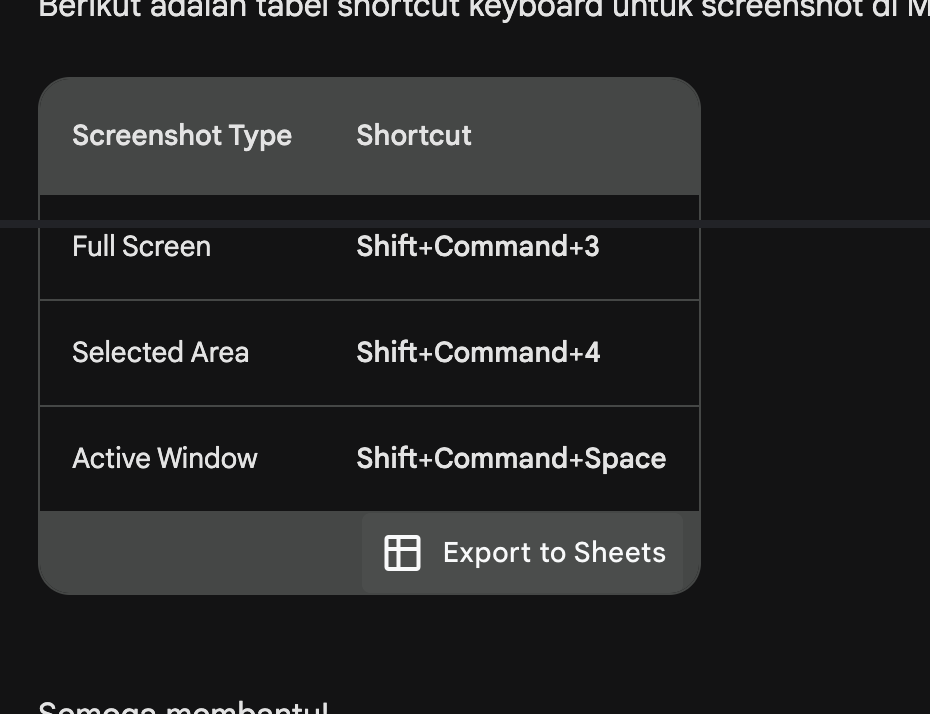 Berikut adalah tabel shortcut keyboard untuk screenshot di M
Screenshot Type Shortcut
Full Screen Shift+Command+3
Selected Area Shift+Command+4
Active Window Shift+Command+Space
Export to Sheets
Semoga membantu!